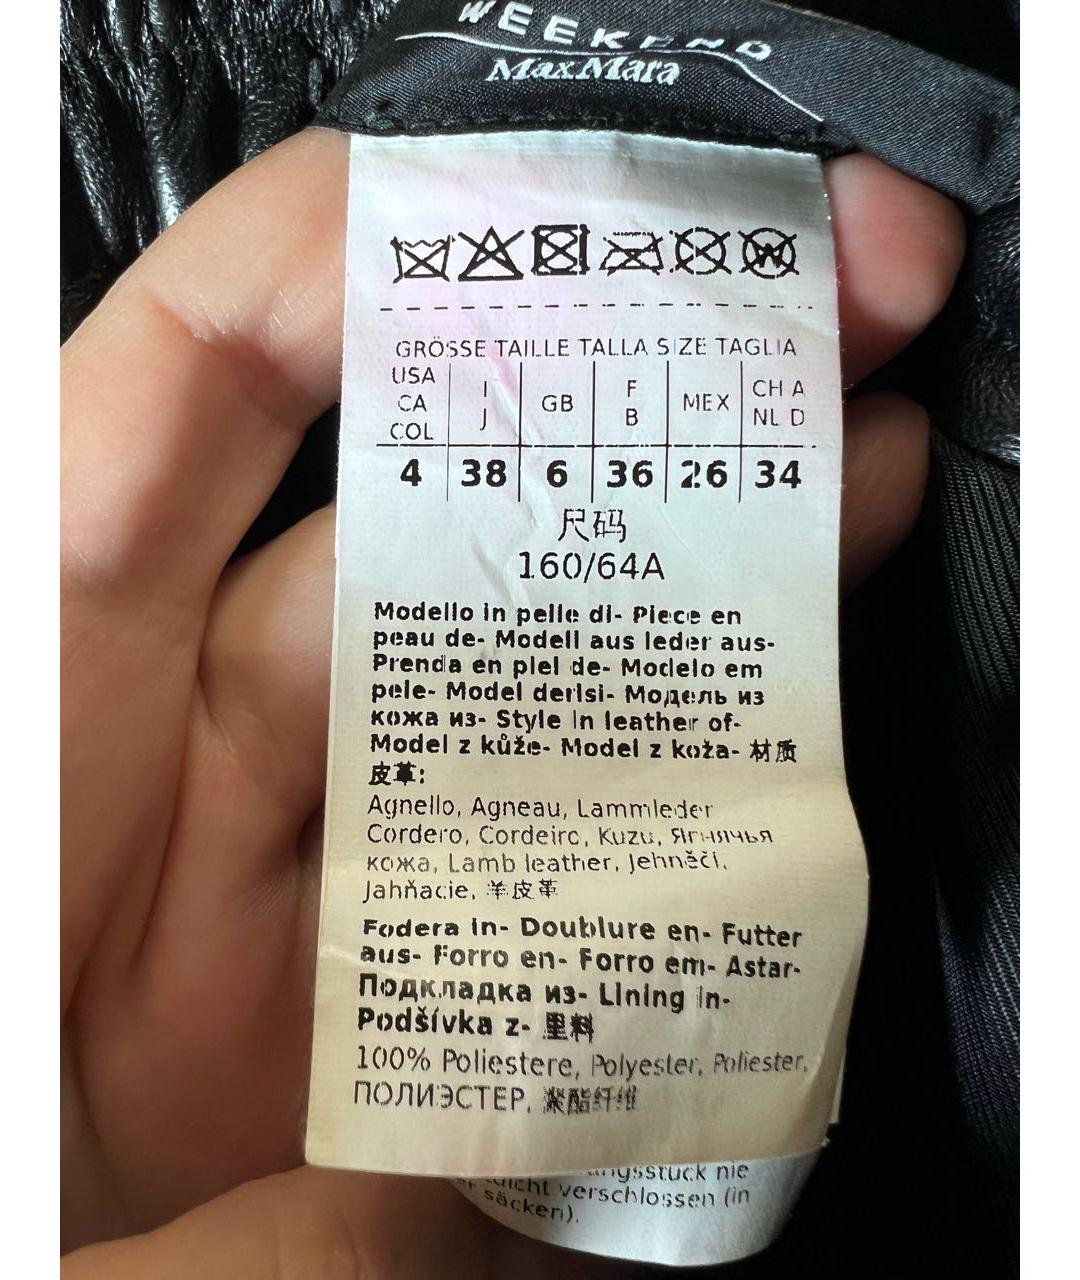 WEEKEND
MaxMara
GRÖSSE TAILLE TALLA SIZE TAGLIA
USA CA COL | I J | GB | F B | MEX | CH A NL D
4 | 38 | 6 | 36 | 26 | 34
尺码
160/64A
Modello in pelle di- Piece en
peau de- Modell aus leder aus-
Prenda en piel de- Modelo em
pele- Model derisi- Модель из
кожа из- Style in leather of-
Model z kůže- Model z koža- 材质
皮革:
Agnello, Agneau, Lammleder
Cordero, Cordeiro, Kuzu, Ягнячья
кожа, Lamb leather, Jehněčí,
Jahňacie, 羊皮革
Fodera in- Doublure en- Futter
aus- Forro en- Forro em- Astar-
Подкладка из- Lining in-
Podšívka z- 里料
100% Poliestere, Polyester, Poliester,
ПОЛИЭСТЕР, 聚酯纤维
nie
verschlossen (in
säcken).